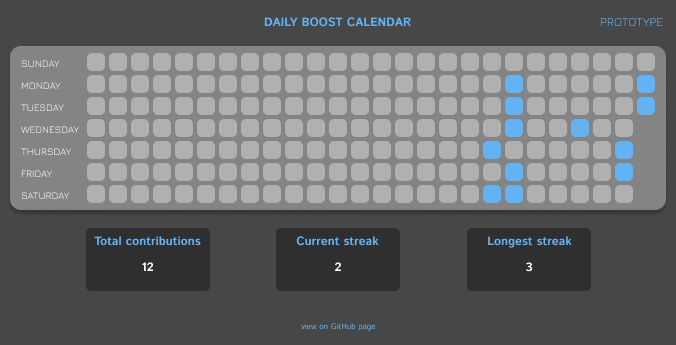 DAILY BOOST CALENDAR
PROTOTYPE
SUNDAY
MONDAY
TUESDAY
WEDNESDAY
THURSDAY
FRIDAY
SATURDAY
Total contributions
12
Current streak
2
Longest streak
3
view on GitHub page